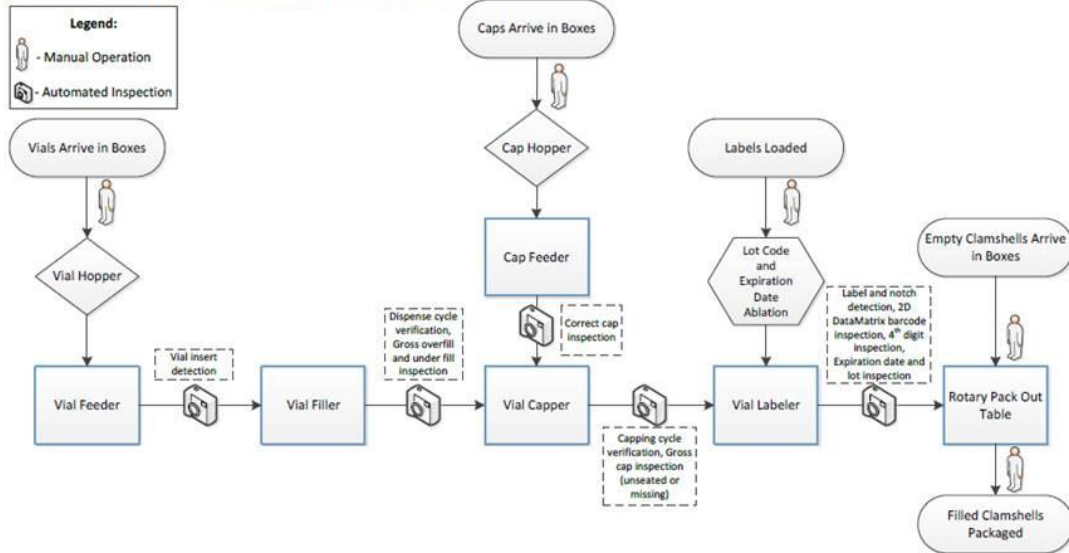 Legend:
- Manual Operation
- Automated Inspection
Caps Arrive in Boxes
Vials Arrive in Boxes
Cap Hopper
Labels Loaded
Vial Hopper
Cap Feeder
Lot Code
and
Expiration
Date
Ablation
Empty Clamshells Arrive
in Boxes
Vial insert
detection
Dispense cycle
verification,
Gross overfill
and under fill
inspection
Correct cap
inspection
Label and notch
detection, 2D
DataMatrix barcode
inspection, 4th digit
inspection,
Expiration date and
lot inspection
Vial Feeder
Vial Filler
Vial Capper
Vial Labeler
Rotary Pack Out
Table
Capping cycle
verification, Gross
cap inspection
(unseated or
missing)
Filled Clamshells
Packaged